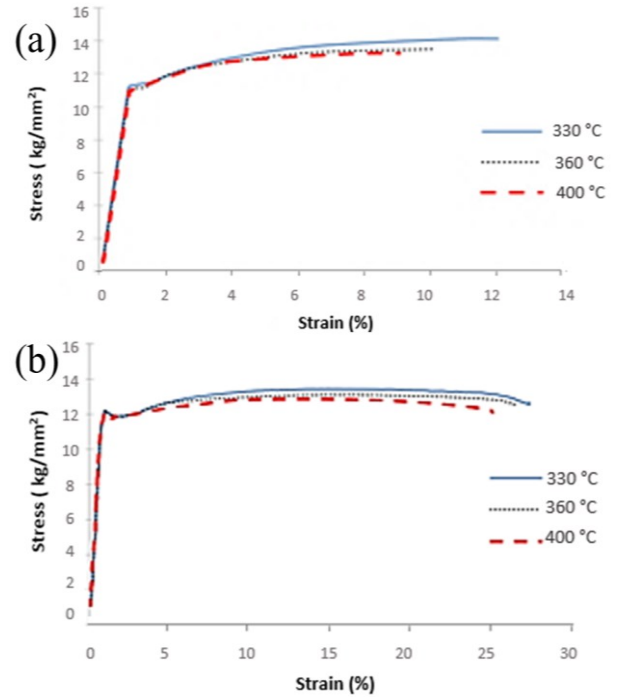 (a)
16
14
12
10
8
6
4
2
0
Stress ( kg/mm²)
330 °C
360 °C
400 °C
0 2 4 6 8 10 12 14
Strain (%)
(b)
16
14
12
10
8
6
4
2
0
Stress ( kg/mm²)
330 °C
360 °C
400 °C
0 5 10 15 20 25 30
Strain (%)